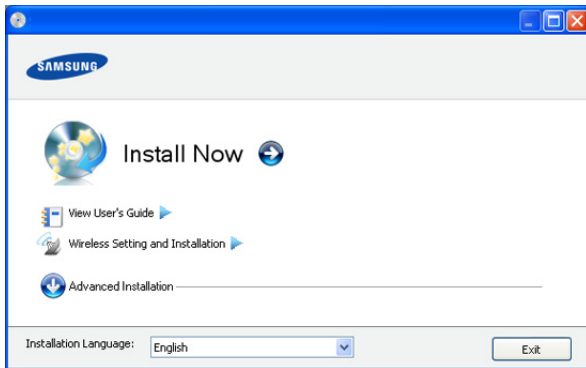 SAMSUNG
Install Now
View User's Guide
Wireless Setting and Installation
Advanced Installation
Installation Language: English Exit